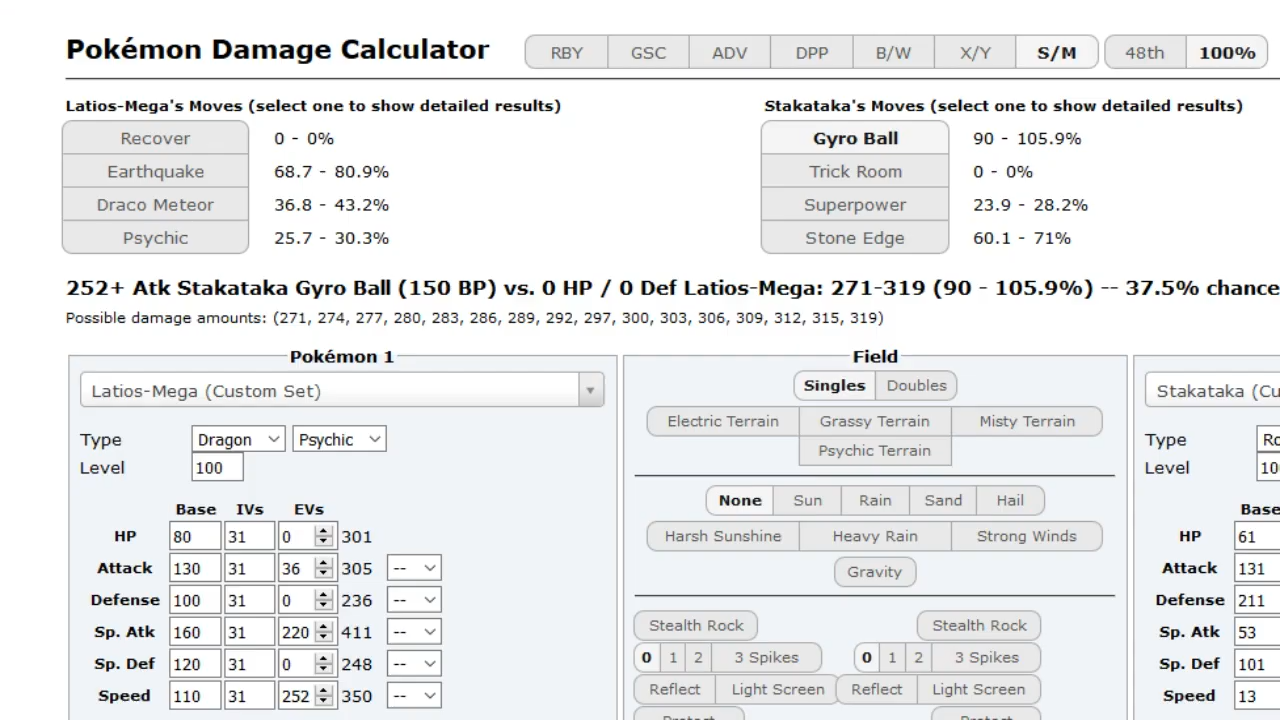 Pokémon Damage Calculator RBY GSC ADV DPP B/W X/Y S/M 48th 100%
Latios-Mega's Moves (select one to show detailed results) Stakataka's Moves (select one to show detailed results)
Recover 0 - 0% Gyro Ball 90 - 105.9%
Earthquake 68.7 - 80.9% Trick Room 0 - 0%
Draco Meteor 36.8 - 43.2% Superpower 23.9 - 28.2%
Psychic 25.7 - 30.3% Stone Edge 60.1 - 71%
252+ Atk Stakataka Gyro Ball (150 BP) vs. 0 HP / 0 Def Latios-Mega: 271-319 (90 - 105.9%) -- 37.5% chance
Possible damage amounts: (271, 274, 277, 280, 283, 286, 289, 292, 297, 300, 303, 306, 309, 312, 315, 319)
Pokémon 1
Latios-Mega (Custom Set)
Type Dragon Psychic
Level 100
Base IVs EVs
HP 80 31 0 301
Attack 130 31 36 305 --
Defense 100 31 0 236 --
Sp. Atk 160 31 220 411 --
Sp. Def 120 31 0 248 --
Speed 110 31 252 350 --
Field
Singles Doubles
Electric Terrain Grassy Terrain Misty Terrain
Psychic Terrain
None Sun Rain Sand Hail
Harsh Sunshine Heavy Rain Strong Winds
Gravity
Stealth Rock Stealth Rock
0 1 2 3 Spikes 0 1 2 3 Spikes
Reflect Light Screen Reflect Light Screen
Protect Protect
Stakataka (Cu
Type Ro
Level 10
Base
HP 61
Attack 131
Defense 211
Sp. Atk 53
Sp. Def 101
Speed 13